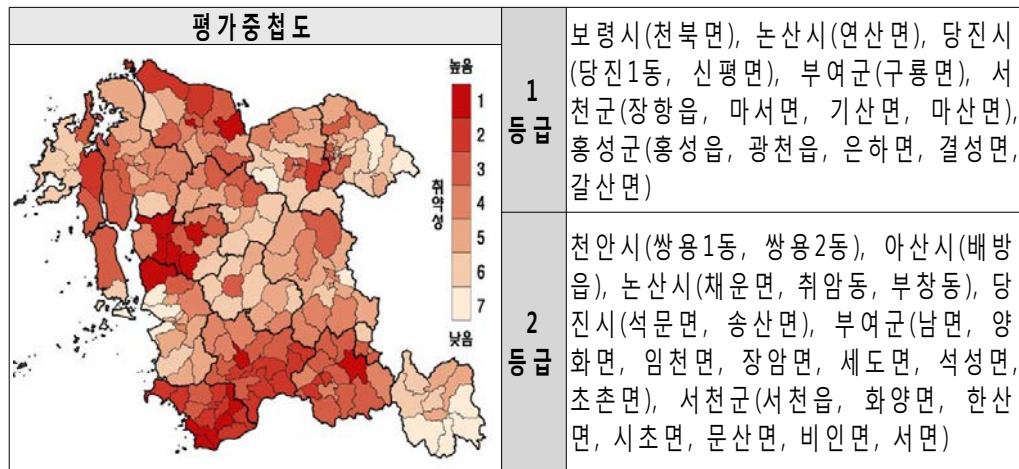 평가중첩도
높음
1
2
3
4
5
6
7
낮음
취약성
1
등급
보령시(천북면), 논산시(연산면), 당진시
(당진1동, 신평면), 부여군(구룡면), 서
천군(장항읍, 마서면, 기산면, 마산면),
홍성군(홍성읍, 광천읍, 은하면, 결성면,
갈산면)
2
등급
천안시(쌍용1동, 쌍용2동), 아산시(배방
읍), 논산시(채운면, 취암동, 부창동), 당
진시(석문면, 송산면), 부여군(남면, 양
화면, 임천면, 장암면, 세도면, 석성면,
초촌면), 서천군(서천읍, 화양면, 한산
면, 시초면, 문산면, 비인면, 서면)